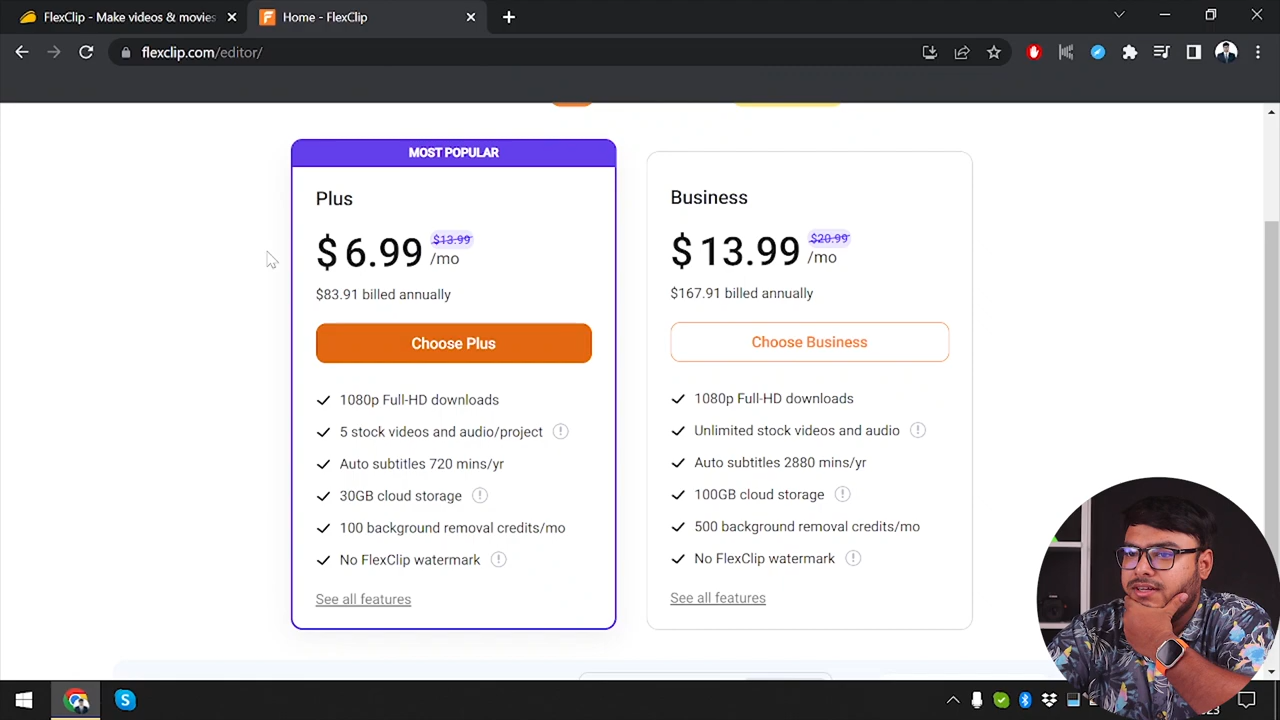 FlexClip - Make videos & movies
Home - FlexClip
flexclip.com/editor/
MOST POPULAR
Plus
$ 6.99 $13.99 /mo
$83.91 billed annually
Choose Plus
1080p Full-HD downloads
5 stock videos and audio/project
Auto subtitles 720 mins/yr
30GB cloud storage
100 background removal credits/mo
No FlexClip watermark
See all features
Business
$ 13.99 $20.99 /mo
$167.91 billed annually
Choose Business
1080p Full-HD downloads
Unlimited stock videos and audio
Auto subtitles 2880 mins/yr
100GB cloud storage
500 background removal credits/mo
No FlexClip watermark
See all features